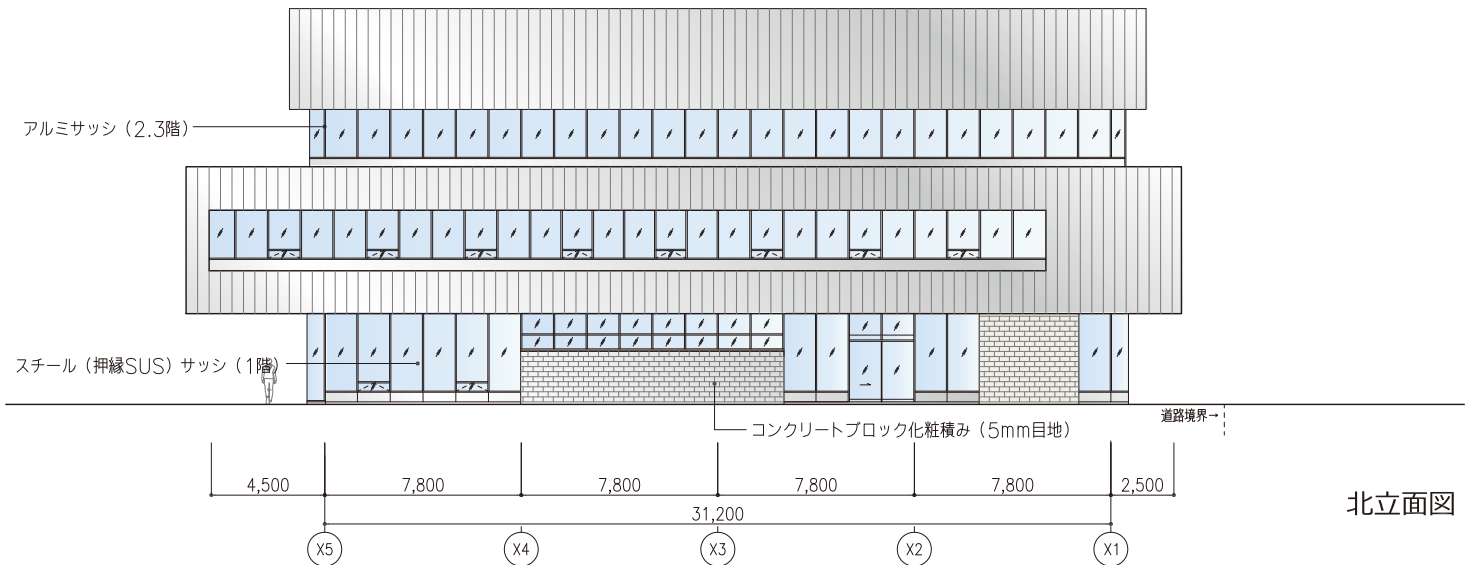 アルミサッシ（2.3階）
スチール（押縁SUS）サッシ（1階）
コンクリートブロック化粧積み（5mm目地）
道路境界→
4,500 7,800 7,800 7,800 7,800 2,500
31,200
北立面図
X5 X4 X3 X2 X1